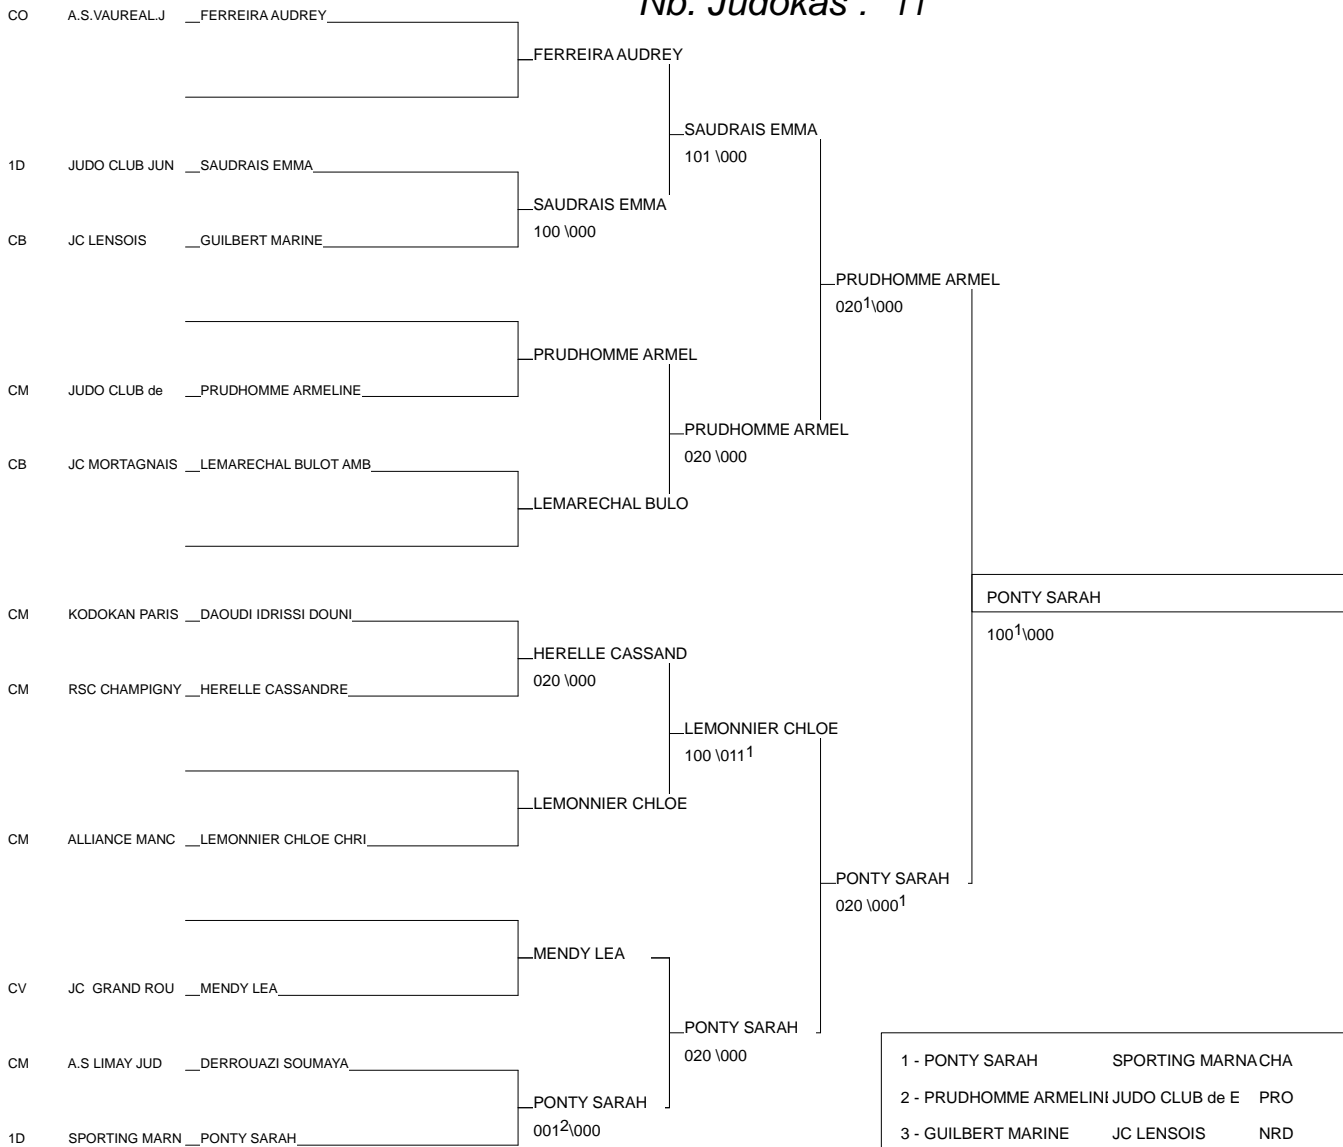 Nb. Judokas : 11
CO A.S.VAUREAL.J FERREIRA AUDREY
FERREIRA AUDREY
SAUDRAIS EMMA
101 \000
1D JUDO CLUB JUN SAUDRAIS EMMA
SAUDRAIS EMMA
100 \000
CB JC LENSOIS GUILBERT MARINE
PRUDHOMME ARMEL
020¹\000
PRUDHOMME ARMEL
CM JUDO CLUB de PRUDHOMME ARMELINE
PRUDHOMME ARMEL
020 \000
CB JC MORTAGNAIS LEMARECHAL BULOT AMB
LEMARECHAL BULO
PONTY SARAH
100¹\000
CM KODOKAN PARIS DAOUDI IDRISSI DOUNI
HERELLE CASSAND
020 \000
CM RSC CHAMPIGNY HERELLE CASSANDRE
LEMONNIER CHLOE
100 \011¹
LEMONNIER CHLOE
CM ALLIANCE MANC LEMONNIER CHLOE CHRI
PONTY SARAH
020 \000¹
MENDY LEA
CV JC GRAND ROU MENDY LEA
PONTY SARAH
020 \000
CM A.S LIMAY JUD DERROUAZI SOUMAYA
PONTY SARAH
001²\000
1D SPORTING MARN PONTY SARAH
1 - PONTY SARAH SPORTING MARNA CHA
2 - PRUDHOMME ARMELINE JUDO CLUB de E PRO
3 - GUILBERT MARINE JC LENSOIS NRD